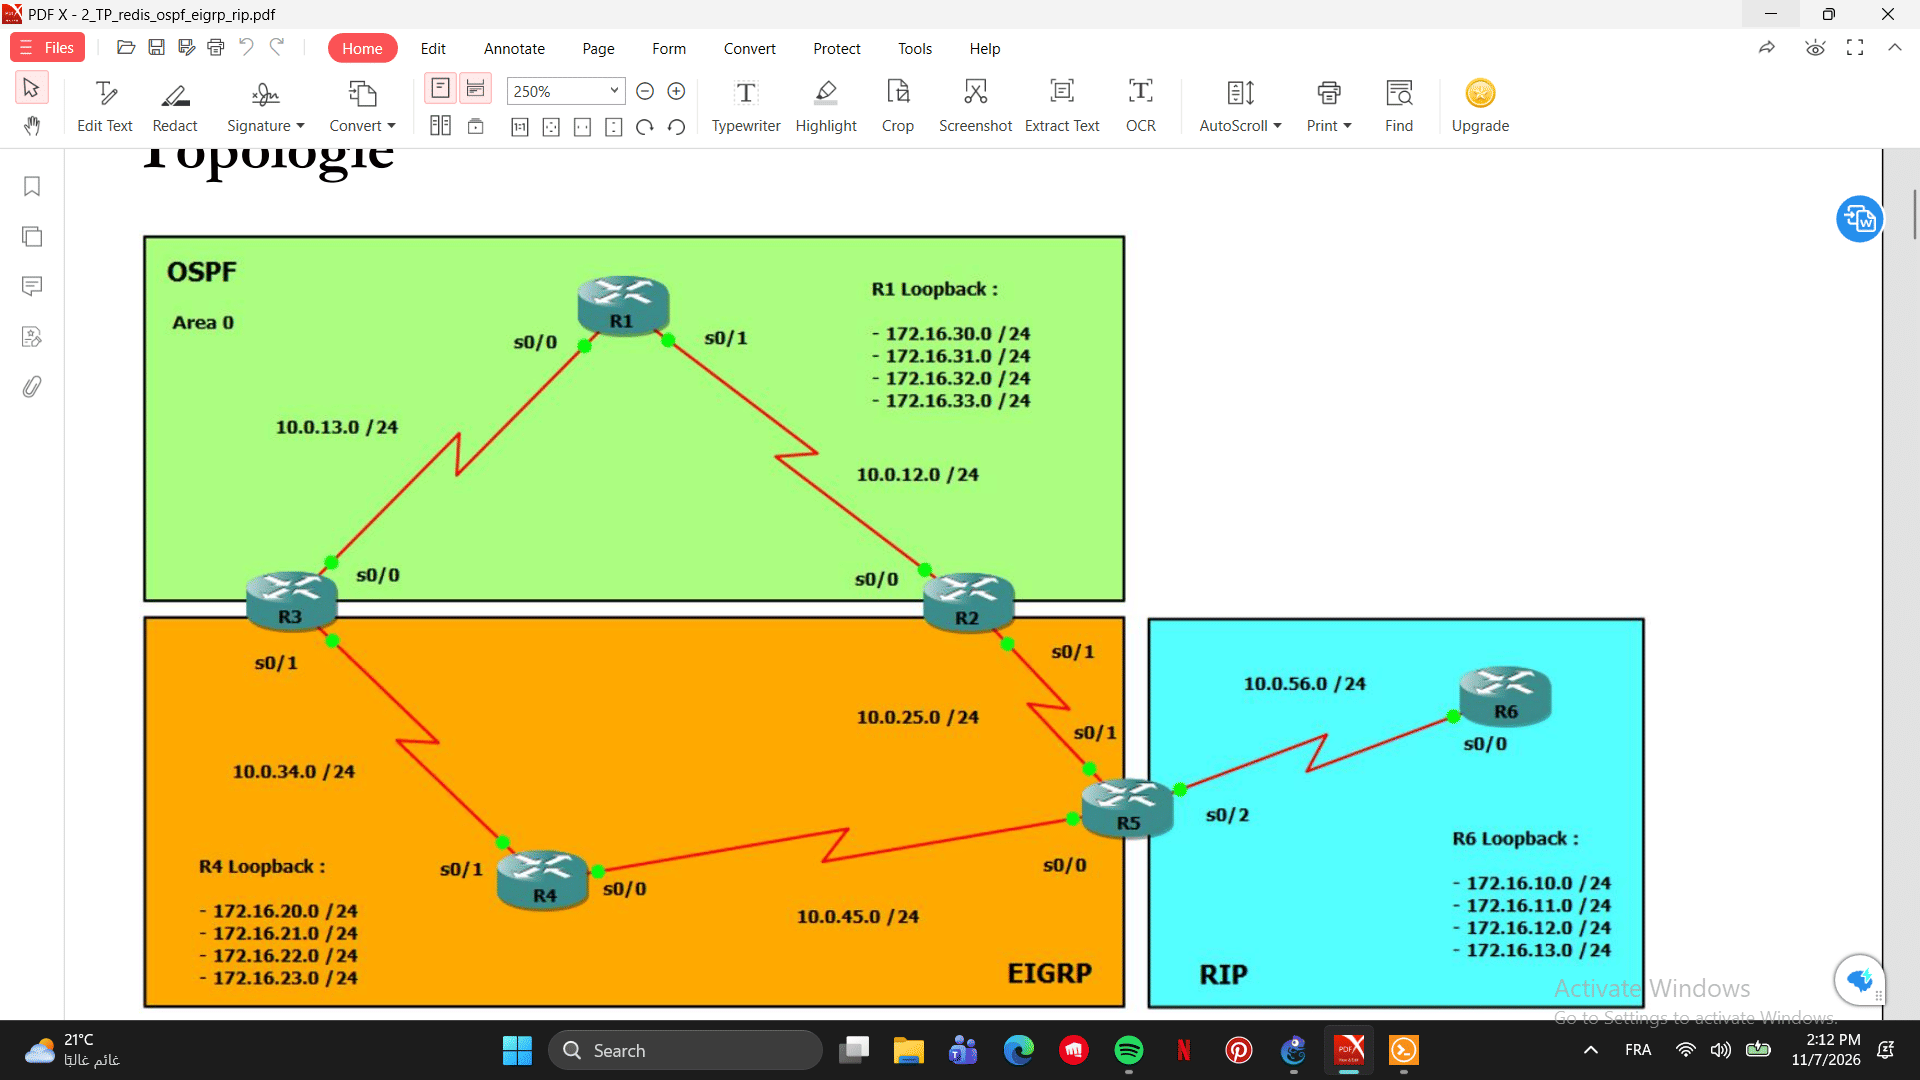 PDF X - 2_TP_redis_ospf_eigrp_rip.pdf
Files
Home
Edit
Annotate
Page
Form
Convert
Protect
Tools
Help
250%
Edit Text
Redact
Signature
Convert
Typewriter
Highlight
Crop
Screenshot
Extract Text
OCR
AutoScroll
Print
Find
Upgrade
Topologie
OSPF
Area 0
R1
s0/0
s0/1
R1 Loopback :
- 172.16.30.0 /24
- 172.16.31.0 /24
- 172.16.32.0 /24
- 172.16.33.0 /24
10.0.13.0 /24
10.0.12.0 /24
s0/0
s0/0
R3
R2
s0/1
s0/1
10.0.56.0 /24
R6
s0/0
10.0.25.0 /24
s0/1
10.0.34.0 /24
R5
s0/2
s0/1
R4
s0/0
s0/0
10.0.45.0 /24
R4 Loopback :
- 172.16.20.0 /24
- 172.16.21.0 /24
- 172.16.22.0 /24
- 172.16.23.0 /24
EIGRP
R6 Loopback :
- 172.16.10.0 /24
- 172.16.11.0 /24
- 172.16.12.0 /24
- 172.16.13.0 /24
RIP
Activate Windows
Go to Settings to activate Windows.
21°C
غائم غالبًا
Search
FRA
2:12 PM
11/7/2026